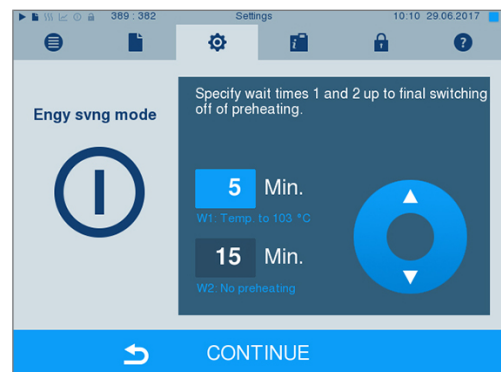 389 : 382 Settings 10:10 29.06.2017
Engy svng mode
Specify wait times 1 and 2 up to final switching
off of preheating.
5 Min.
W1: Temp. to 103 °C
15 Min.
W2: No preheating
CONTINUE